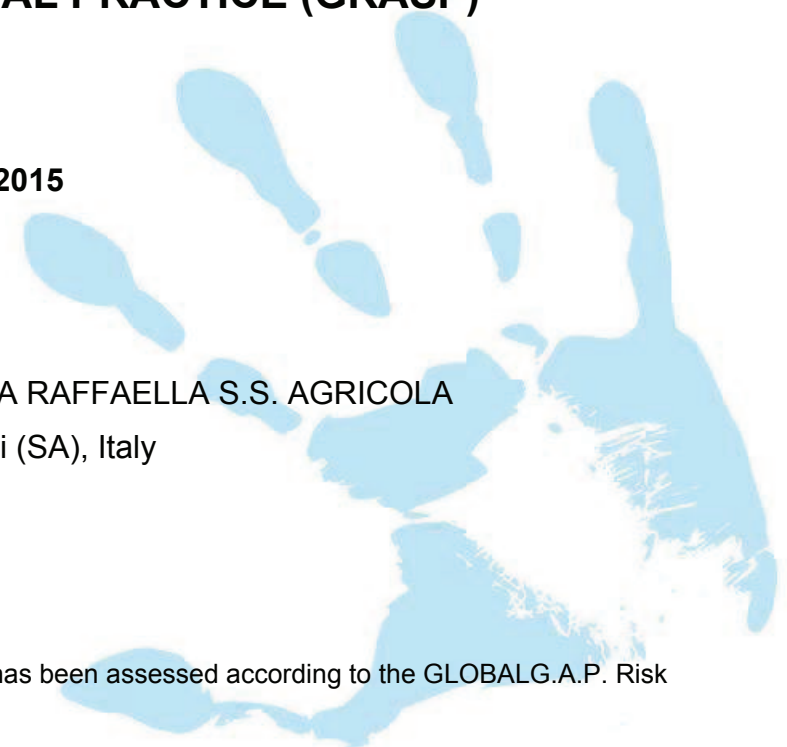 AL PRACTICE (GRASP)
2015
A RAFFAELLA S.S. AGRICOLA
i (SA), Italy
has been assessed according to the GLOBALG.A.P. Risk